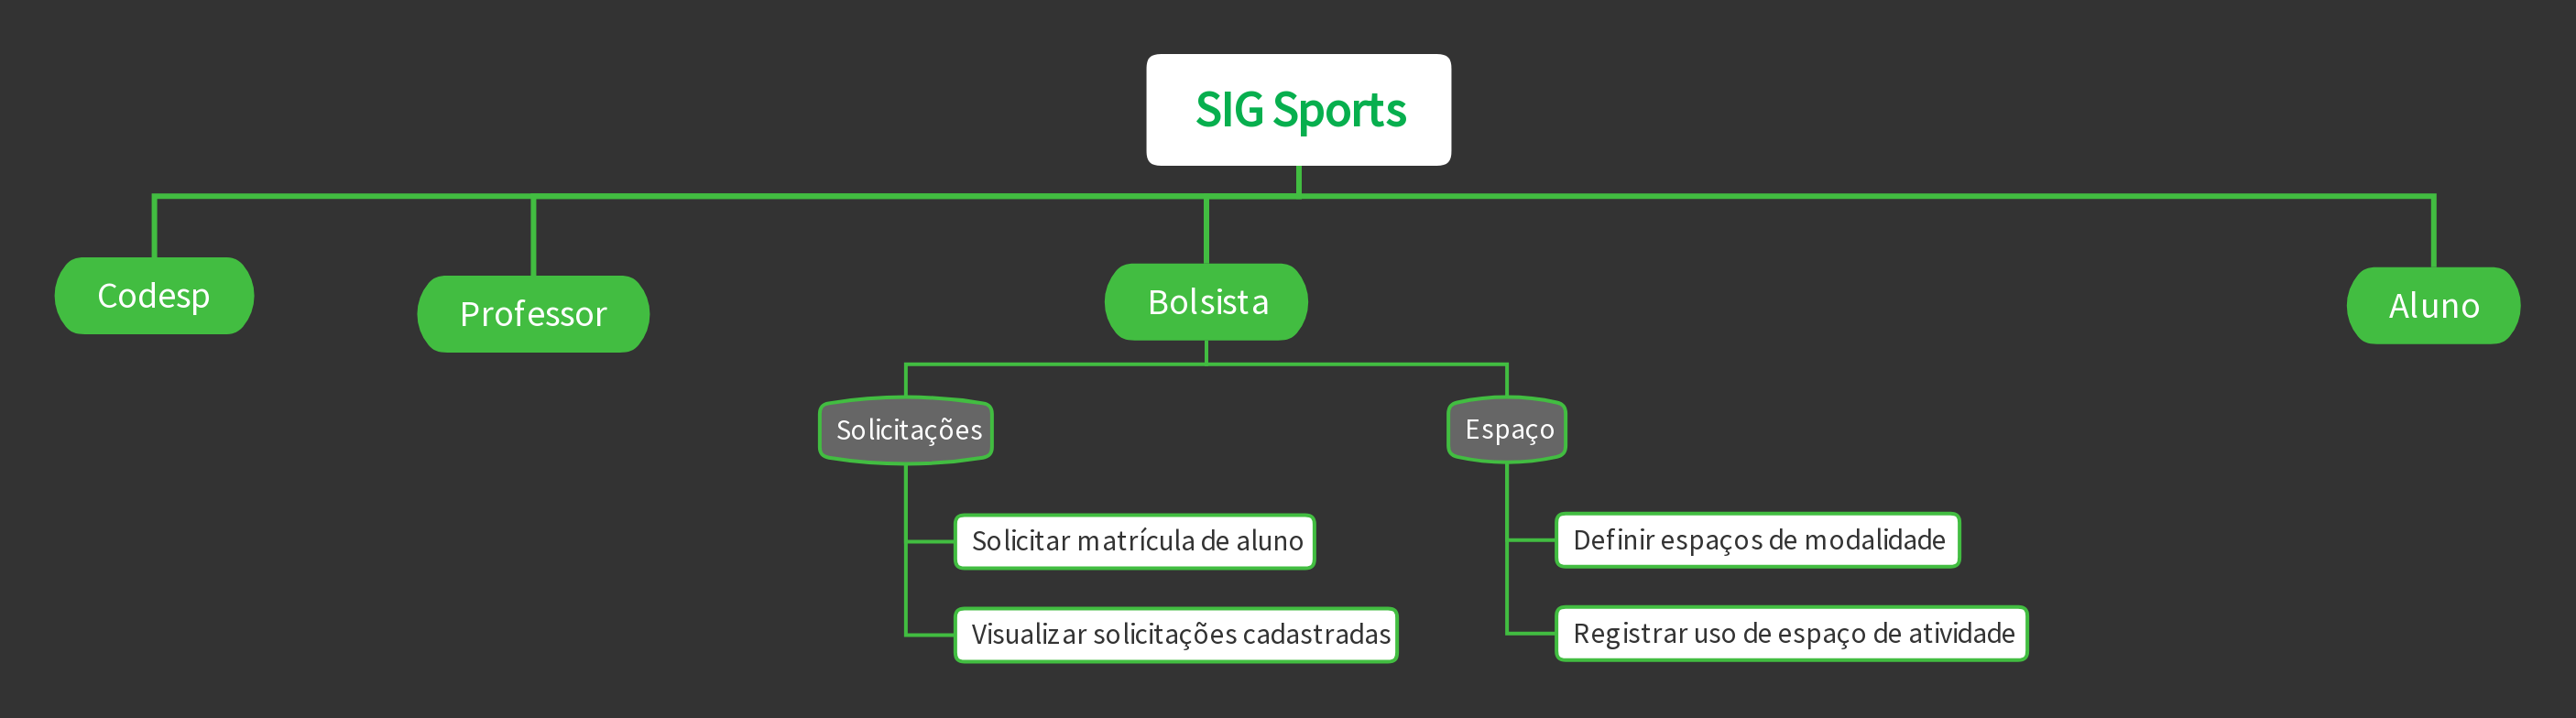 SIG Sports
Codesp
Professor
Bolsista
Aluno
Solicitações
Espaço
Solicitar matrícula de aluno
Definir espaços de modalidade
Visualizar solicitações cadastradas
Registrar uso de espaço de atividade